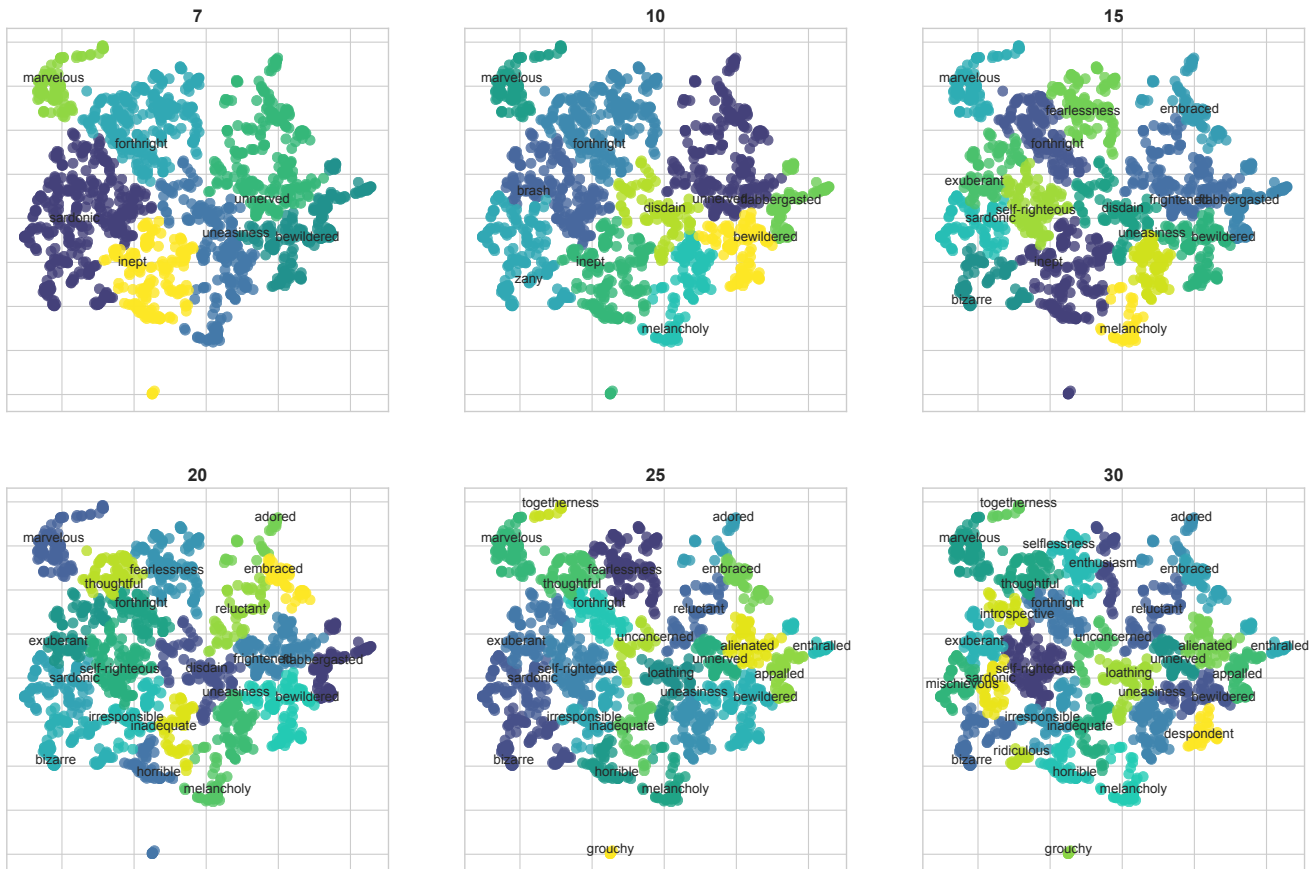 7
marvelous
forthright
unnerved
sardonic
uneasiness
bewildered
inept
10
marvelous
forthright
brash
unnerved
flabbergasted
disdain
bewildered
inept
zany
melancholy
15
marvelous
embraced
fearlessness
forthright
exuberant
frightened
flabbergasted
self-righteous
disdain
sardonic
uneasiness
bewildered
inept
bizarre
melancholy
20
adored
marvelous
fearlessness
embraced
thoughtful
forthright
reluctant
exuberant
frightened
flabbergasted
self-righteous
disdain
sardonic
uneasiness
bewildered
irresponsible
inadequate
bizarre
horrible
melancholy
25
togetherness
adored
marvelous
fearlessness
embraced
thoughtful
forthright
reluctant
unconcerned
exuberant
alienated
enthralled
unnerved
self-righteous
loathing
appalled
sardonic
uneasiness
bewildered
irresponsible
inadequate
bizarre
horrible
melancholy
grouchy
30
togetherness
adored
marvelous
selflessness
enthusiasm
embraced
thoughtful
forthright
reluctant
introspective
unconcerned
exuberant
alienated
enthralled
unnerved
self-righteous
loathing
appalled
sardonic
mischievous
uneasiness
bewildered
irresponsible
inadequate
despondent
ridiculous
bizarre
horrible
melancholy
grouchy